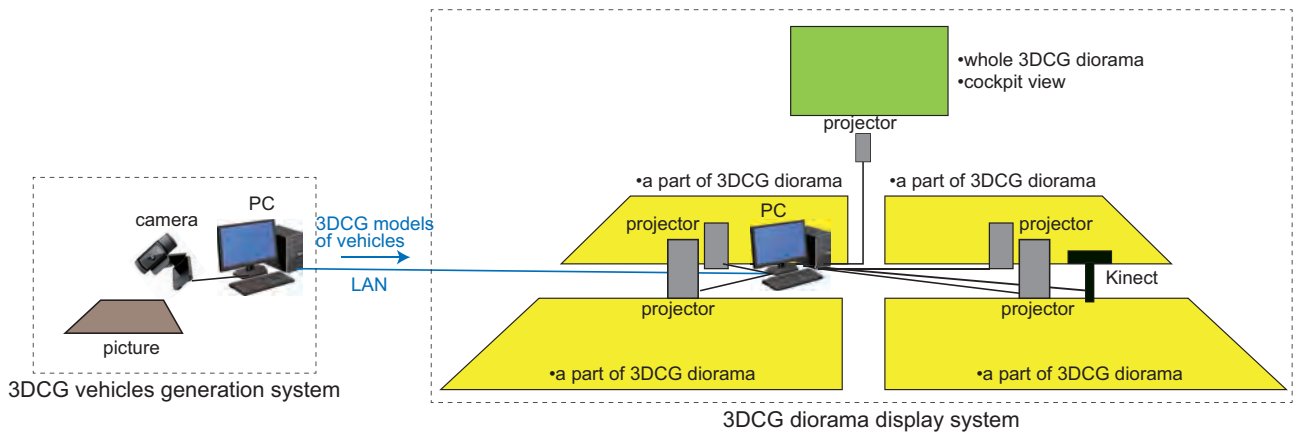 •whole 3DCG diorama
•cockpit view
projector
•a part of 3DCG diorama
•a part of 3DCG diorama
camera
PC
3DCG models
of vehicles
LAN
projector
PC
projector
Kinect
projector
projector
picture
•a part of 3DCG diorama
•a part of 3DCG diorama
3DCG vehicles generation system
3DCG diorama display system